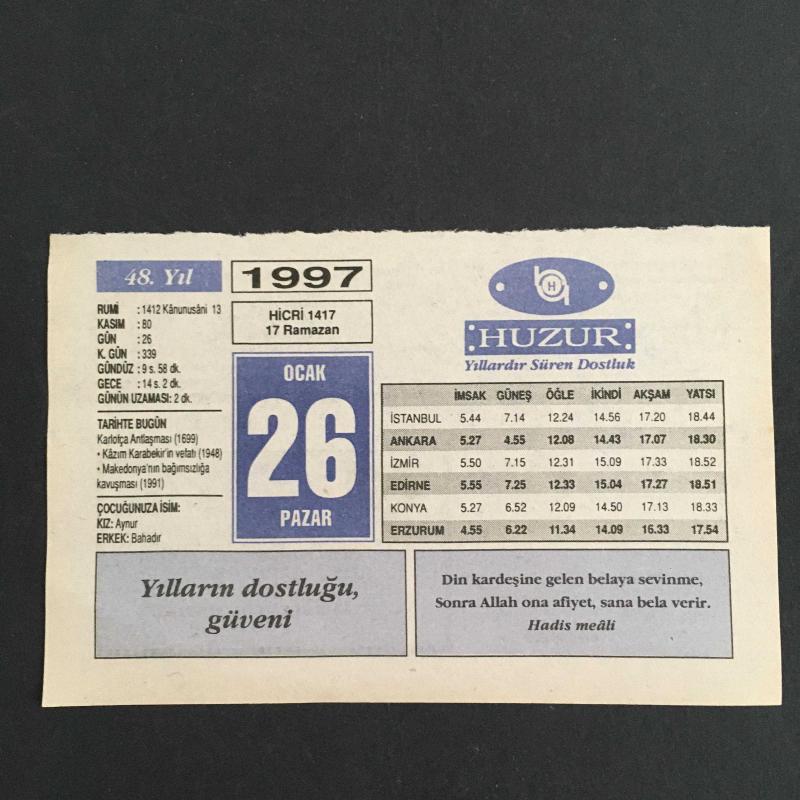 48. Yıl
RUMİ : 1412 Kânunusâni 13
KASIM : 80
GÜN : 26
K. GÜN : 339
GÜNDÜZ : 9 s. 58 dk.
GECE : 14 s. 2 dk.
GÜNÜN UZAMASI: 2 dk.
TARİHTE BUGÜN
Karlofça Antlaşması (1699)
• Kâzım Karabekir'in vefatı (1948)
• Makedonya'nın bağımsızlığa
kavuşması (1991)
ÇOCUĞUNUZA İSİM:
KIZ: Aynur
ERKEK: Bahadır
1997
HİCRİ 1417
17 Ramazan
OCAK
26
PAZAR
H
HUZUR
Yıllardır Süren Dostluk
İMSAK GÜNEŞ ÖĞLE İKİNDİ AKŞAM YATSI
İSTANBUL 5.44 7.14 12.24 14.56 17.20 18.44
ANKARA 5.27 4.55 12.08 14.43 17.07 18.30
İZMİR 5.50 7.15 12.31 15.09 17.33 18.52
EDİRNE 5.55 7.25 12.33 15.04 17.27 18.51
KONYA 5.27 6.52 12.09 14.50 17.13 18.33
ERZURUM 4.55 6.22 11.34 14.09 16.33 17.54
Yılların dostluğu,
güveni
Din kardeşine gelen belaya sevinme,
Sonra Allah ona afiyet, sana bela verir.
Hadis meâli